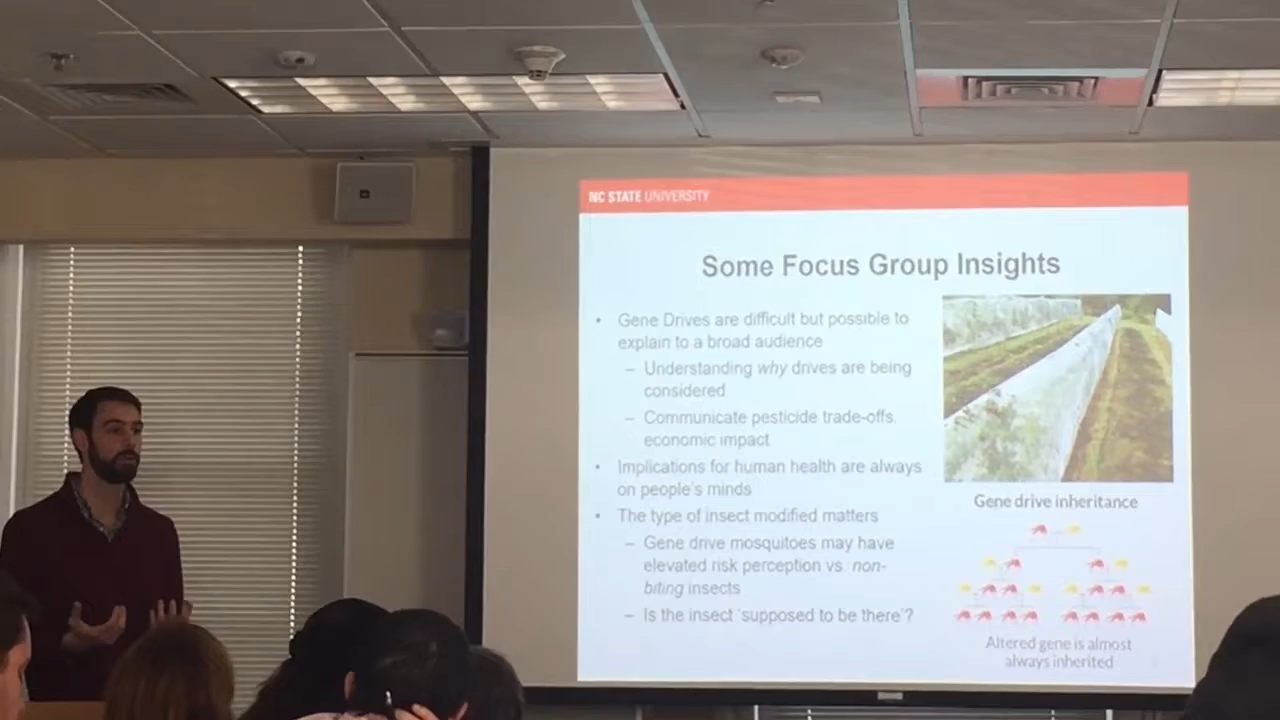 NC STATE UNIVERSITY
Some Focus Group Insights
• Gene Drives are difficult but possible to
explain to a broad audience
– Understanding why drives are being
considered
– Communicate pesticide trade-offs,
economic impact
• Implications for human health are always
on people's minds
• The type of insect modified matters
– Gene drive mosquitoes may have
elevated risk perception vs. non-
biting insects
– Is the insect 'supposed to be there'?
Gene drive inheritance
Altered gene is almost
always inherited